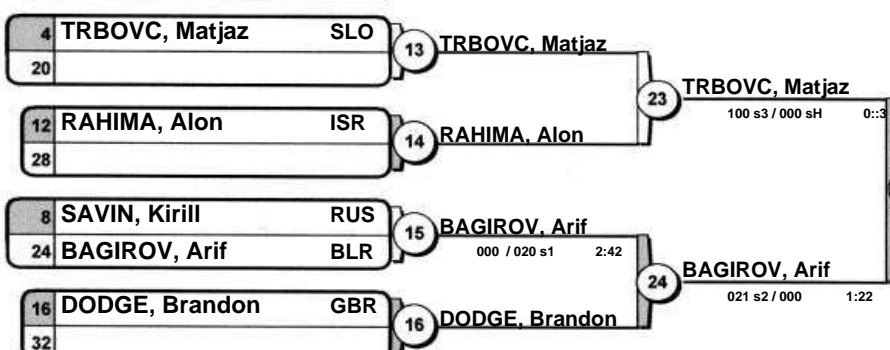 4 TRBOVC, Matjaz SLO
20
13 TRBOVC, Matjaz
12 RAHIMA, Alon ISR
28
14 RAHIMA, Alon
23 TRBOVC, Matjaz
100 s3 / 000 sH 0::3
8 SAVIN, Kirill RUS
24 BAGIROV, Arif BLR
15 BAGIROV, Arif
000 / 020 s1 2:42
16 DODGE, Brandon GBR
32
16 DODGE, Brandon
24 BAGIROV, Arif
021 s2 / 000 1:22